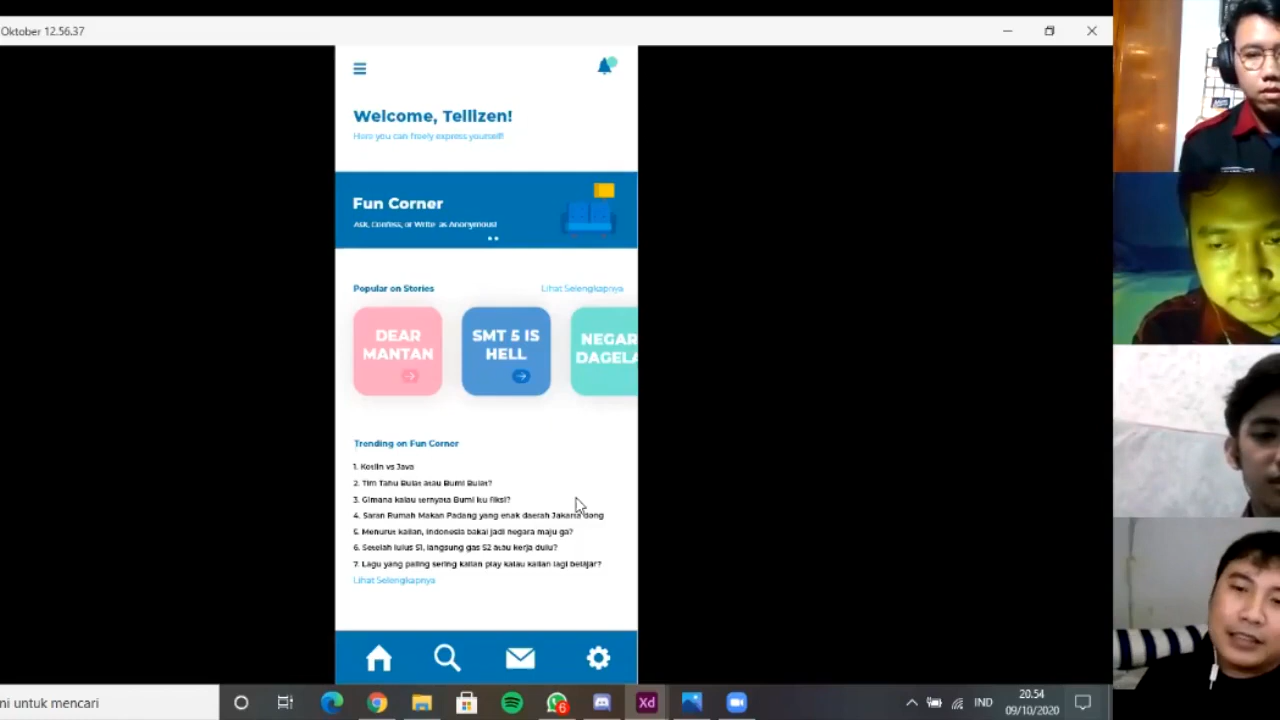 Oktober 12.56.37
Welcome, Tellizen!
Here you can freely express yourself!
Fun Corner
Ask, Confess, or Write as Anonymous!
Popular on Stories
Lihat Selengkapnya
DEAR
MANTAN
SMT 5 IS
HELL
NEGAR
DAGELA
Trending on Fun Corner
1. Kotlin vs Java
2. Tim Tahu Bulat atau Bumi Bulat?
3. Gimana kalau ternyata Bumi itu fiksi?
4. Saran Rumah Makan Padang yang enak daerah Jakarta dong
5. Menurut kalian, Indonesia bakal jadi negara maju ga?
6. Setelah lulus S1, langsung gas S2 atau kerja dulu?
7. Lagu yang paling sering kalian play kalau kalian lagi belajar?
Lihat Selengkapnya
ni untuk mencari
6
Xd
IND
20.54
09/10/2020